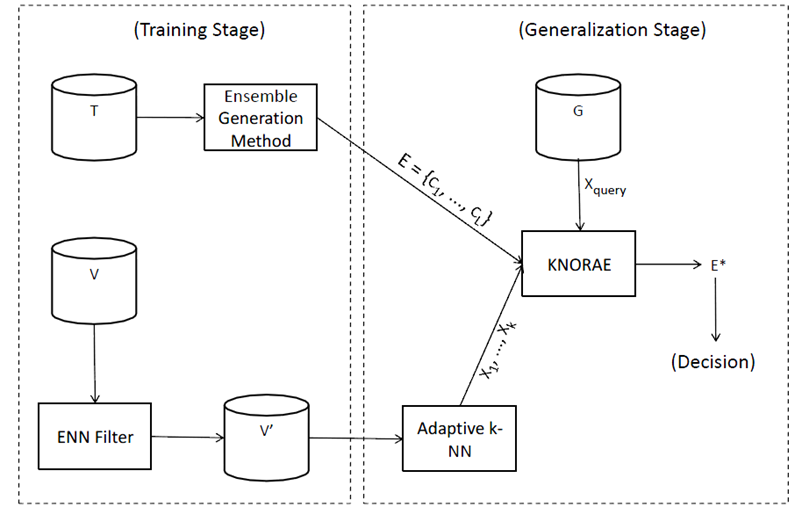 (Training Stage)
(Generalization Stage)
T
Ensemble
Generation
Method
G
E = {C1, ..., CL}
Xquery
V
KNORAE
E*
X1, ..., Xk
(Decision)
ENN Filter
V’
Adaptive k-
NN